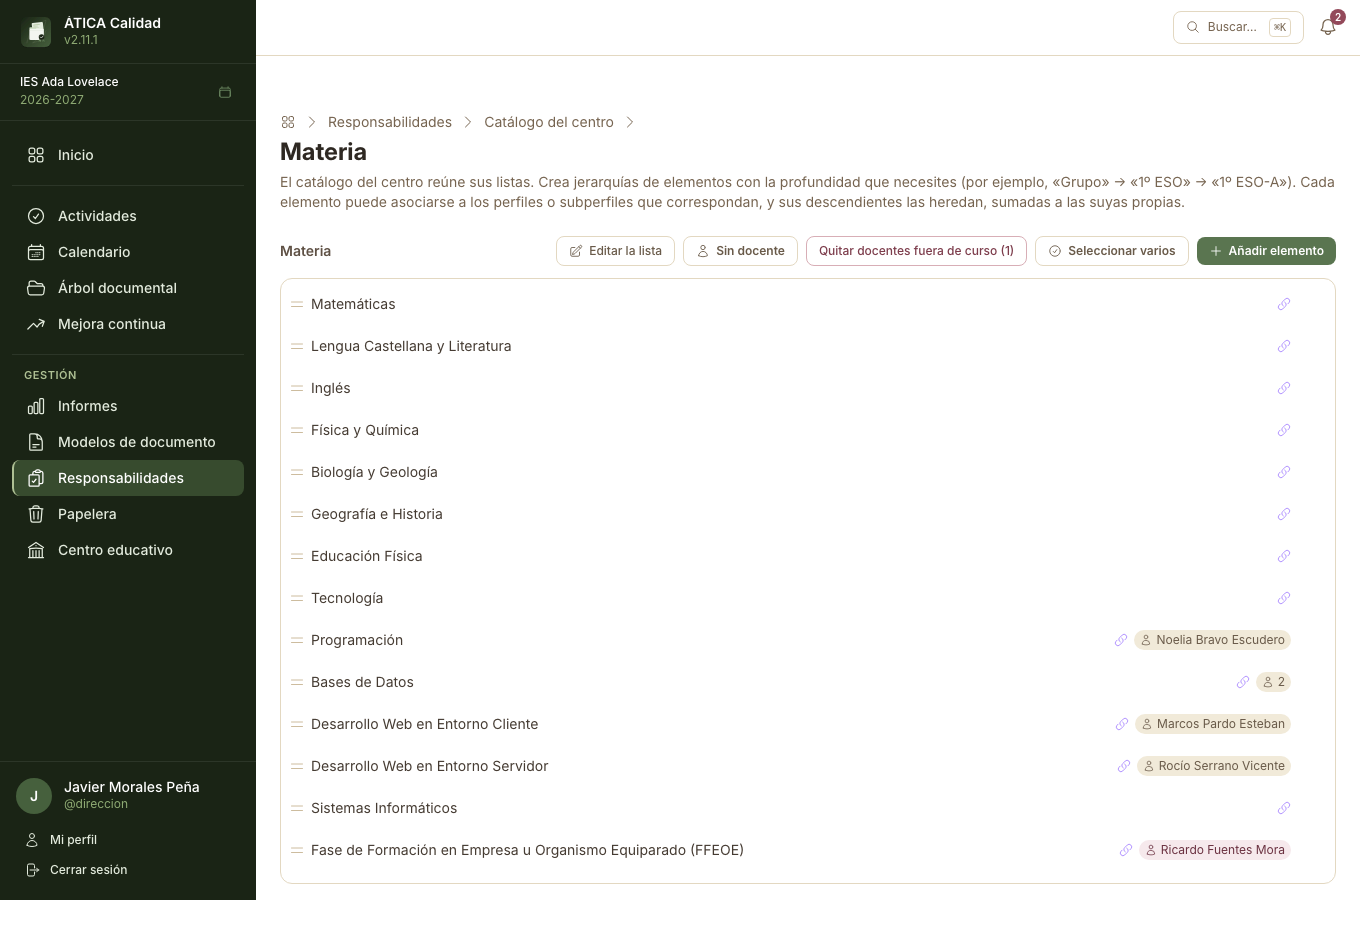 ÁTICA Calidad
v2.11.1
IES Ada Lovelace
2026-2027
Inicio
Actividades
Calendario
Árbol documental
Mejora continua
GESTIÓN
Informes
Modelos de documento
Responsabilidades
Papelera
Centro educativo
J
Javier Morales Peña
@direccion
Mi perfil
Cerrar sesión
Buscar... ⌘K
2
Responsabilidades
Catálogo del centro
Materia
El catálogo del centro reúne sus listas. Crea jerarquías de elementos con la profundidad que necesites (por ejemplo, «Grupo» → «1º ESO» → «1º ESO-A»). Cada
elemento puede asociarse a los perfiles o subperfiles que correspondan, y sus descendientes las heredan, sumadas a las suyas propias.
Materia
Editar la lista
Sin docente
Quitar docentes fuera de curso (1)
Seleccionar varios
Añadir elemento
Matemáticas
Lengua Castellana y Literatura
Inglés
Física y Química
Biología y Geología
Geografía e Historia
Educación Física
Tecnología
Programación Noelia Bravo Escudero
Bases de Datos 2
Desarrollo Web en Entorno Cliente Marcos Pardo Esteban
Desarrollo Web en Entorno Servidor Rocío Serrano Vicente
Sistemas Informáticos
Fase de Formación en Empresa u Organismo Equiparado (FFEOE) Ricardo Fuentes Mora